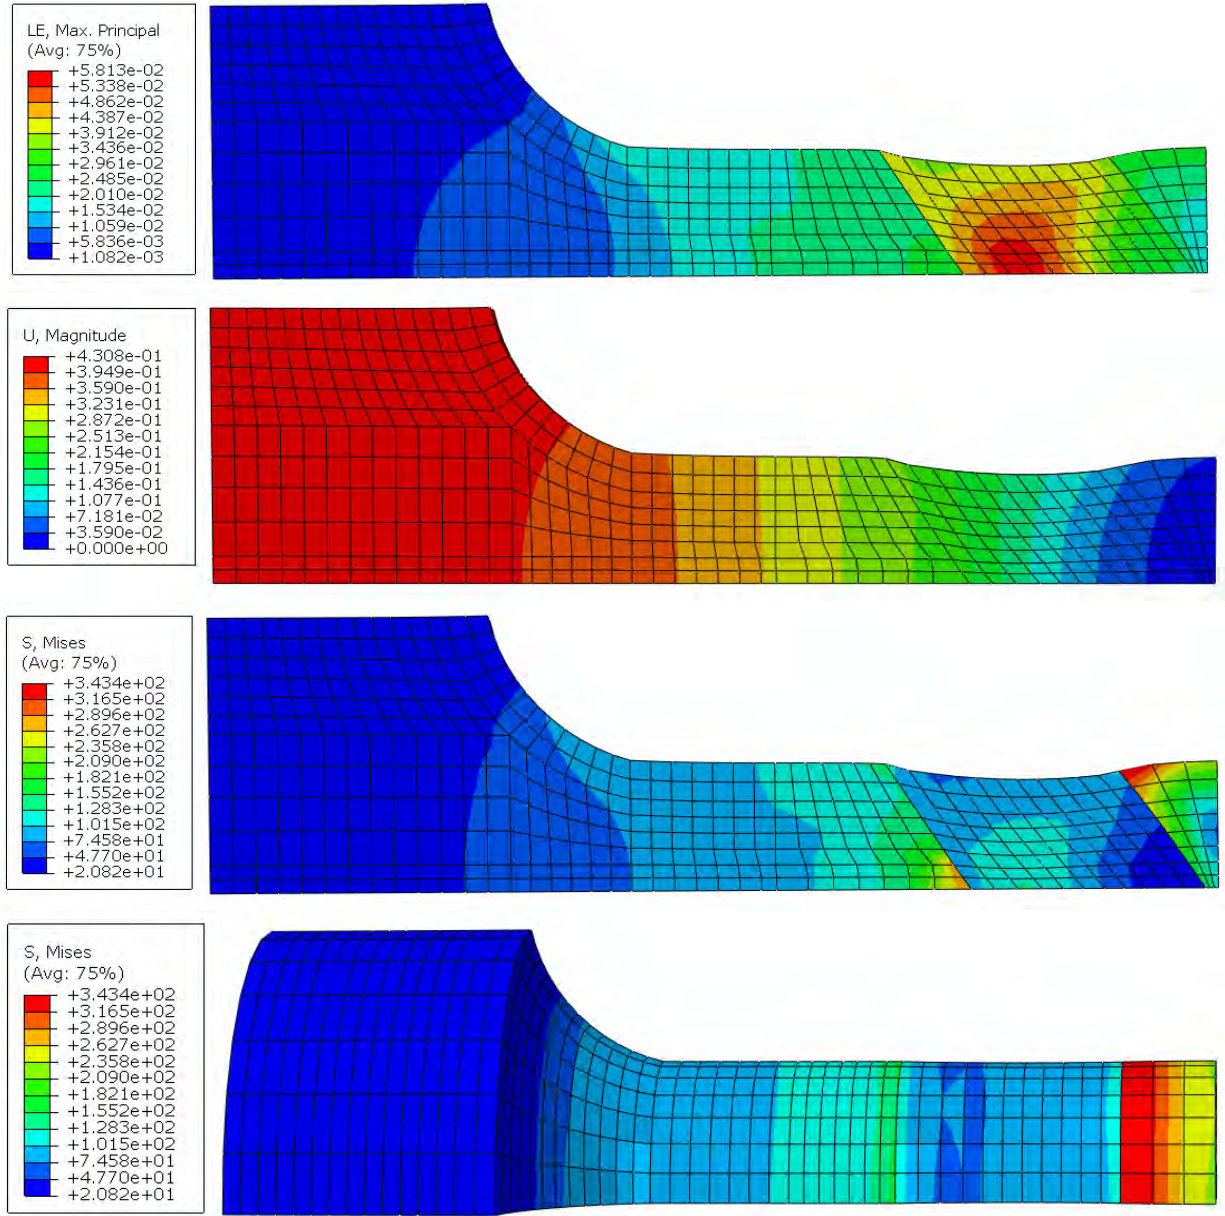 LE, Max. Principal
(Avg: 75%)
+5.813e-02
+5.338e-02
+4.862e-02
+4.387e-02
+3.912e-02
+3.436e-02
+2.961e-02
+2.485e-02
+2.010e-02
+1.534e-02
+1.059e-02
+5.836e-03
+1.082e-03
U, Magnitude
+4.308e-01
+3.949e-01
+3.590e-01
+3.231e-01
+2.872e-01
+2.513e-01
+2.154e-01
+1.795e-01
+1.436e-01
+1.077e-01
+7.181e-02
+3.590e-02
+0.000e+00
S, Mises
(Avg: 75%)
+3.434e+02
+3.165e+02
+2.896e+02
+2.627e+02
+2.358e+02
+2.090e+02
+1.821e+02
+1.552e+02
+1.283e+02
+1.015e+02
+7.458e+01
+4.770e+01
+2.082e+01
S, Mises
(Avg: 75%)
+3.434e+02
+3.165e+02
+2.896e+02
+2.627e+02
+2.358e+02
+2.090e+02
+1.821e+02
+1.552e+02
+1.283e+02
+1.015e+02
+7.458e+01
+4.770e+01
+2.082e+01